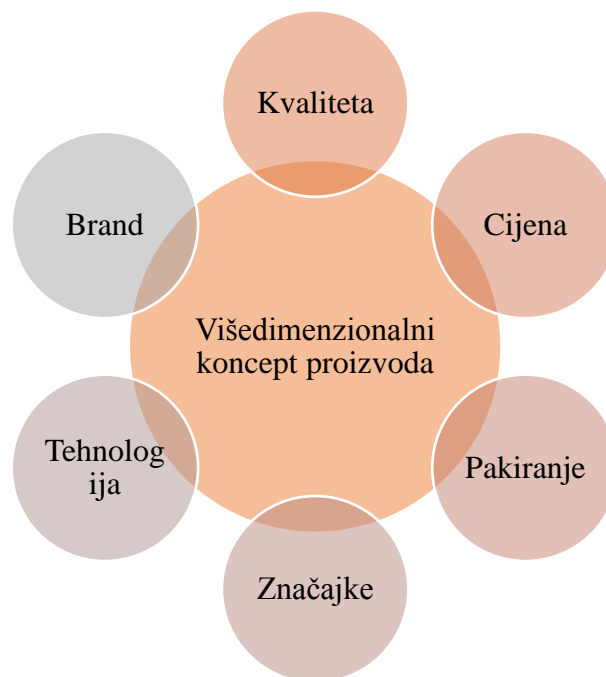 Kvaliteta
Brand
Cijena
Višedimenzionalni
koncept proizvoda
Tehnolog
ija
Pakiranje
Značajke